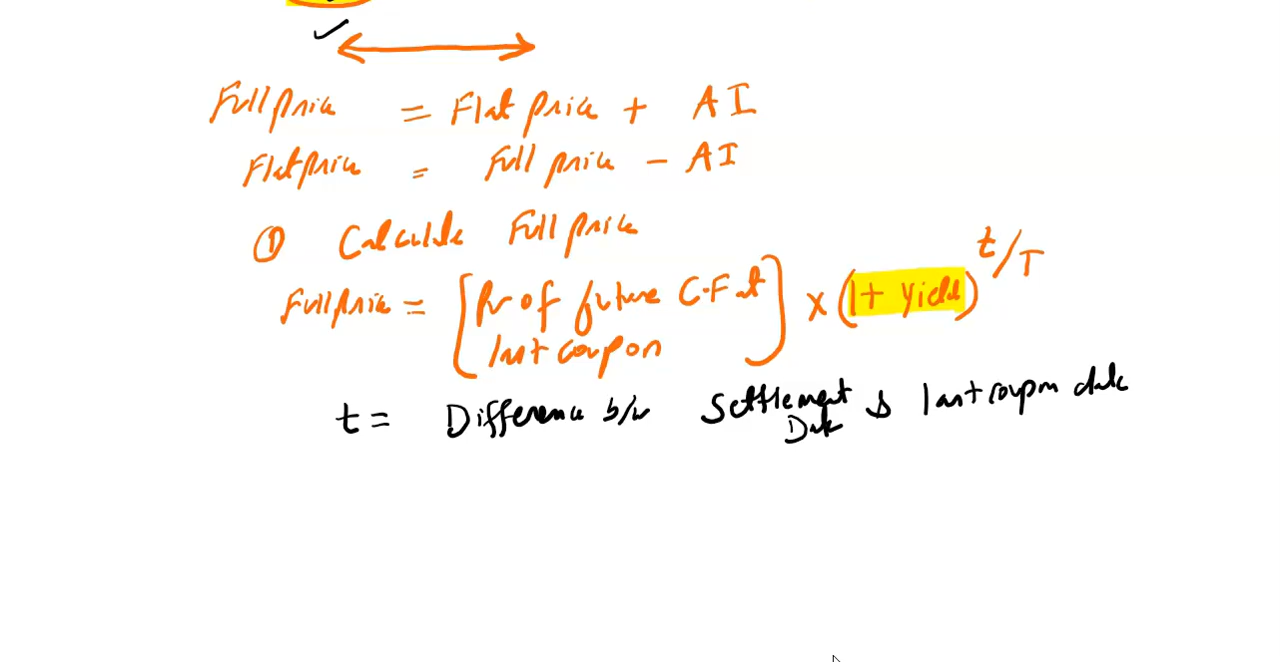 Full price = Flat price + AI
Flat price = Full price - AI
① Calculate Full price
Full price = [Pv of future C.F at last coupon] × (1 + Yield)^t/T
t = Difference b/w Settlement Date & last coupon date